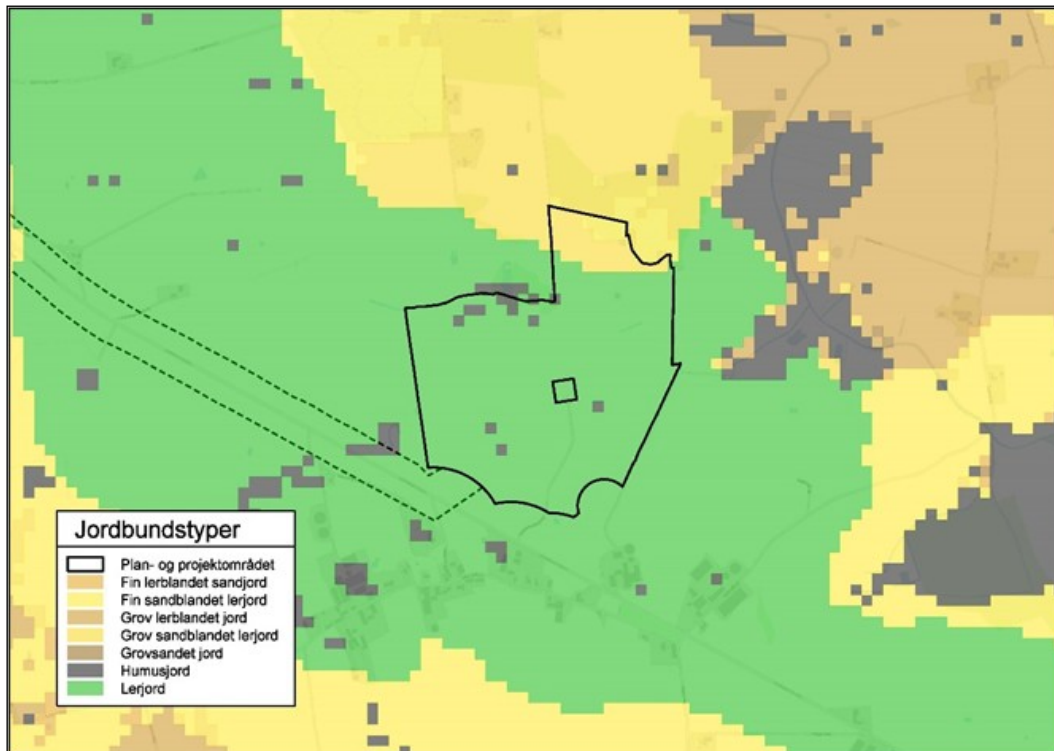 Jordbundstyper
Plan- og projektområdet
Fin lerblandet sandjord
Fin sandblandet lerjord
Grov lerblandet jord
Grov sandblandet lerjord
Grovsandet jord
Humusjord
Lerjord